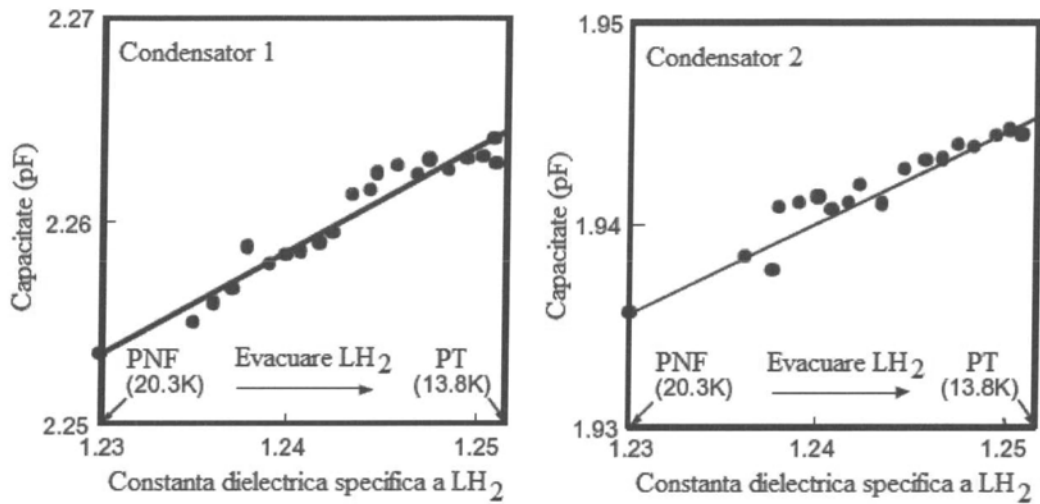 2.27
Condensator 1
Capacitate (pF)
2.26
PNF
(20.3K)
Evacuare LH2
PT
(13.8K)
2.25
1.23
1.24
1.25
Constanta dielectrica specifica a LH2
1.95
Condensator 2
Capacitate (pF)
1.94
PNF
(20.3K)
Evacuare LH2
PT
(13.8K)
1.93
1.23
1.24
1.25
Constanta dielectrica specifica a LH2